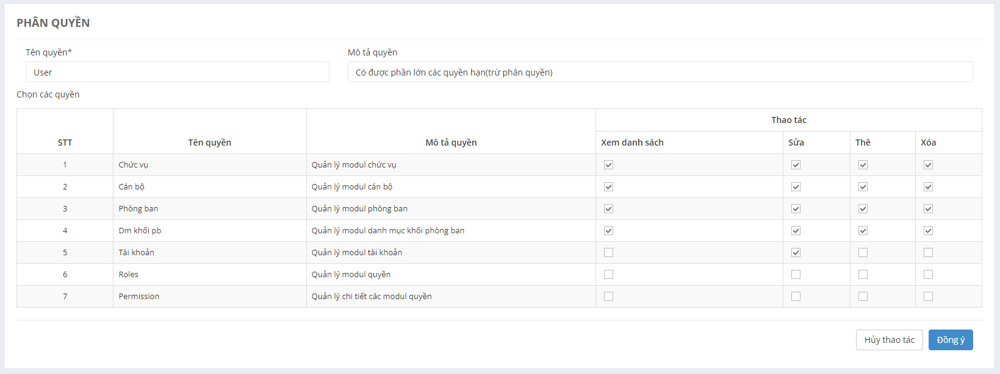 PHÂN QUYỀN
Tên quyền* Mô tả quyền
User Có được phần lớn các quyền hạn(trừ phân quyền)
Chọn các quyền
Thao tác
STT Tên quyền Mô tả quyền Xem danh sách Sửa Thê Xóa
1 Chức vụ Quản lý modul chức vụ
2 Cán bộ Quản lý modul cán bộ
3 Phòng ban Quản lý modul phòng ban
4 Dm khối pb Quản lý modul danh mục khối phòng ban
5 Tài khoản Quản lý modul tài khoản
6 Roles Quản lý modul quyền
7 Permission Quản lý chi tiết các modul quyền
Hủy thao tác Đồng ý